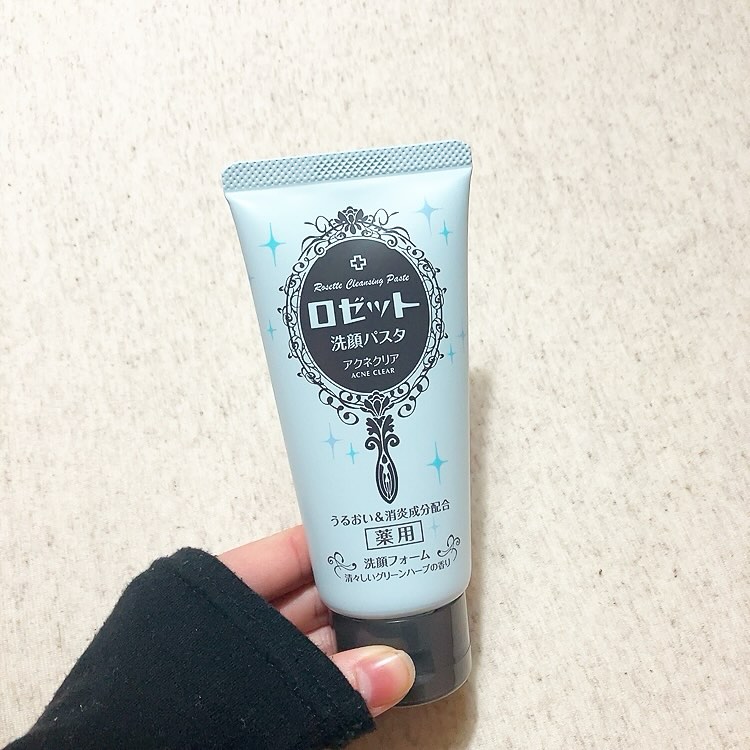 Rosette Cleansing Paste
ロゼット
洗顔パスタ
アクネクリア
ACNE CLEAR
うるおい&消炎成分配合
薬用
洗顔フォーム
清々しいグリーンハーブの香り